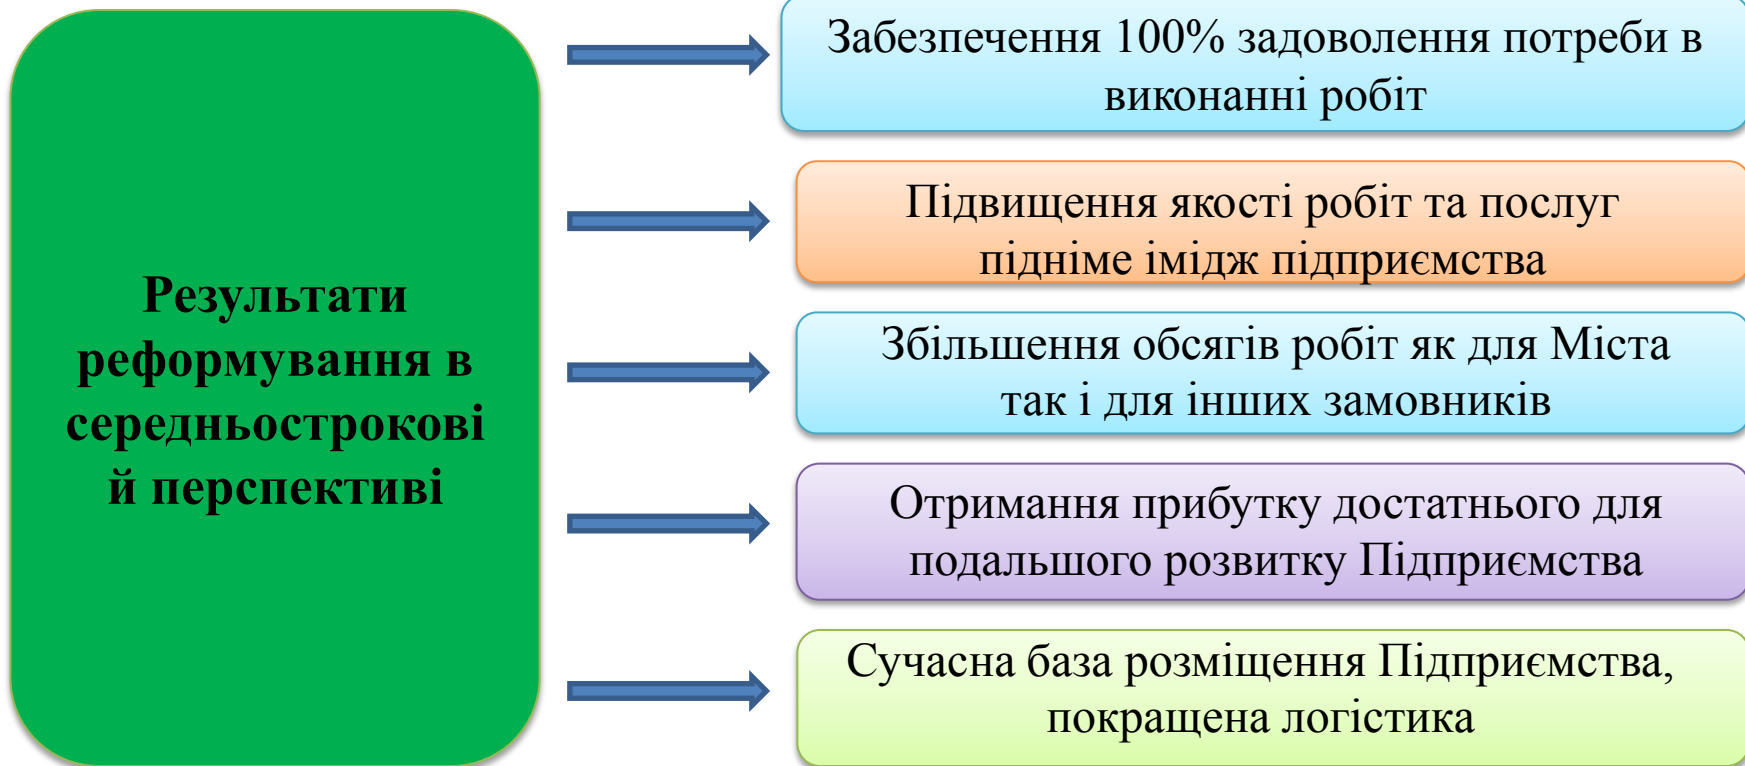 Результати
реформування в
середньострокові
й перспективі
Забезпечення 100% задоволення потреби в
виконанні робіт
Підвищення якості робіт та послуг
підніме імідж підприємства
Збільшення обсягів робіт як для Міста
так і для інших замовників
Отримання прибутку достатнього для
подальшого розвитку Підприємства
Сучасна база розміщення Підприємства,
покращена логістика